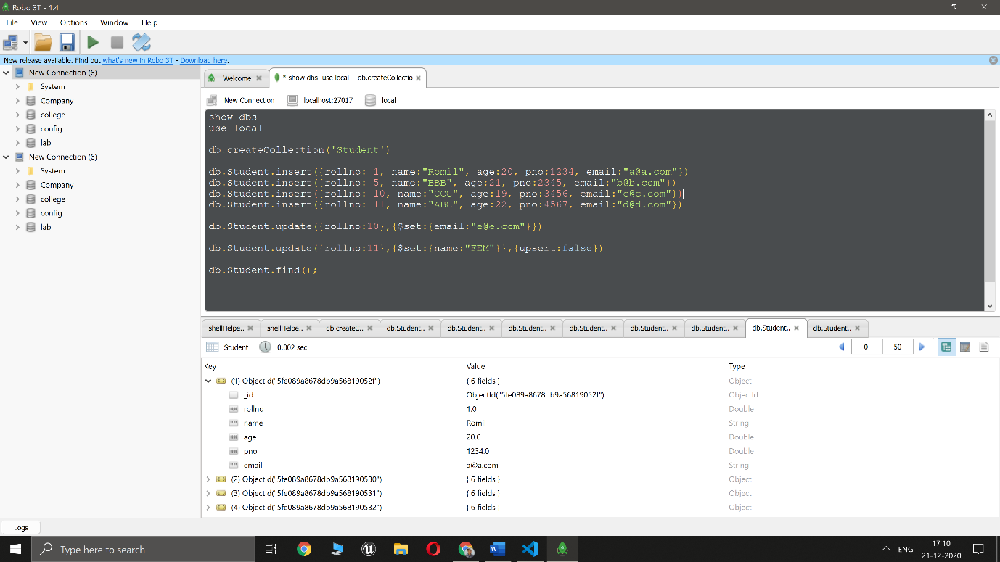 Robo 3T - 1.4
File View Options Window Help
New release available. Find out what's new in Robo 3T - Download here.
New Connection (6)
System
Company
college
config
lab
New Connection (6)
System
Company
college
config
lab
Welcome
* show dbs use local db.createCollectio
New Connection localhost:27017 local
show dbs
use local
db.createCollection('Student')
db.Student.insert({rollno: 1, name:"Romil", age:20, pno:1234, email:"a@a.com"})
db.Student.insert({rollno: 5, name:"BBB", age:21, pno:2345, email:"b@b.com"})
db.Student.insert({rollno: 10, name:"CCC", age:19, pno:3456, email:"c@c.com"})
db.Student.insert({rollno: 11, name:"ABC", age:22, pno:4567, email:"d@d.com"})
db.Student.update({rollno:10},{$set:{email:"e@e.com"}})
db.Student.update({rollno:11},{$set:{name:"FEM"}},{upsert:false})
db.Student.find();
shellHelpe.. shellHelpe.. db.createC.. db.Student.. db.Student.. db.Student.. db.Student.. db.Student.. db.Student.. db.Student.. db.Student..
Student 0.002 sec. 0 50
Key Value Type
(1) ObjectId("5fe089a8678db9a56819052f") { 6 fields } Object
_id ObjectId("5fe089a8678db9a56819052f") ObjectId
rollno 1.0 Double
name Romil String
age 20.0 Double
pno 1234.0 Double
email a@a.com String
(2) ObjectId("5fe089a8678db9a568190530") { 6 fields } Object
(3) ObjectId("5fe089a8678db9a568190531") { 6 fields } Object
(4) ObjectId("5fe089a8678db9a568190532") { 6 fields } Object
Logs
Type here to search
ENG
17:10
21-12-2020